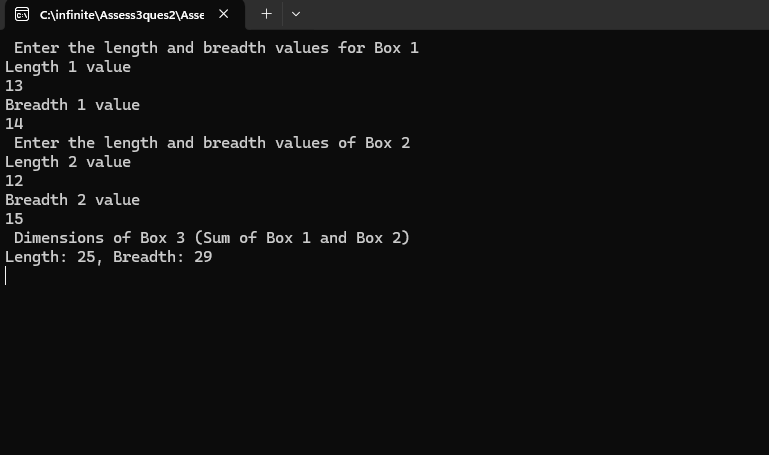 C:\infinite\Assess3ques2\Asse
Enter the length and breadth values for Box 1
Length 1 value
13
Breadth 1 value
14
Enter the length and breadth values of Box 2
Length 2 value
12
Breadth 2 value
15
Dimensions of Box 3 (Sum of Box 1 and Box 2)
Length: 25, Breadth: 29